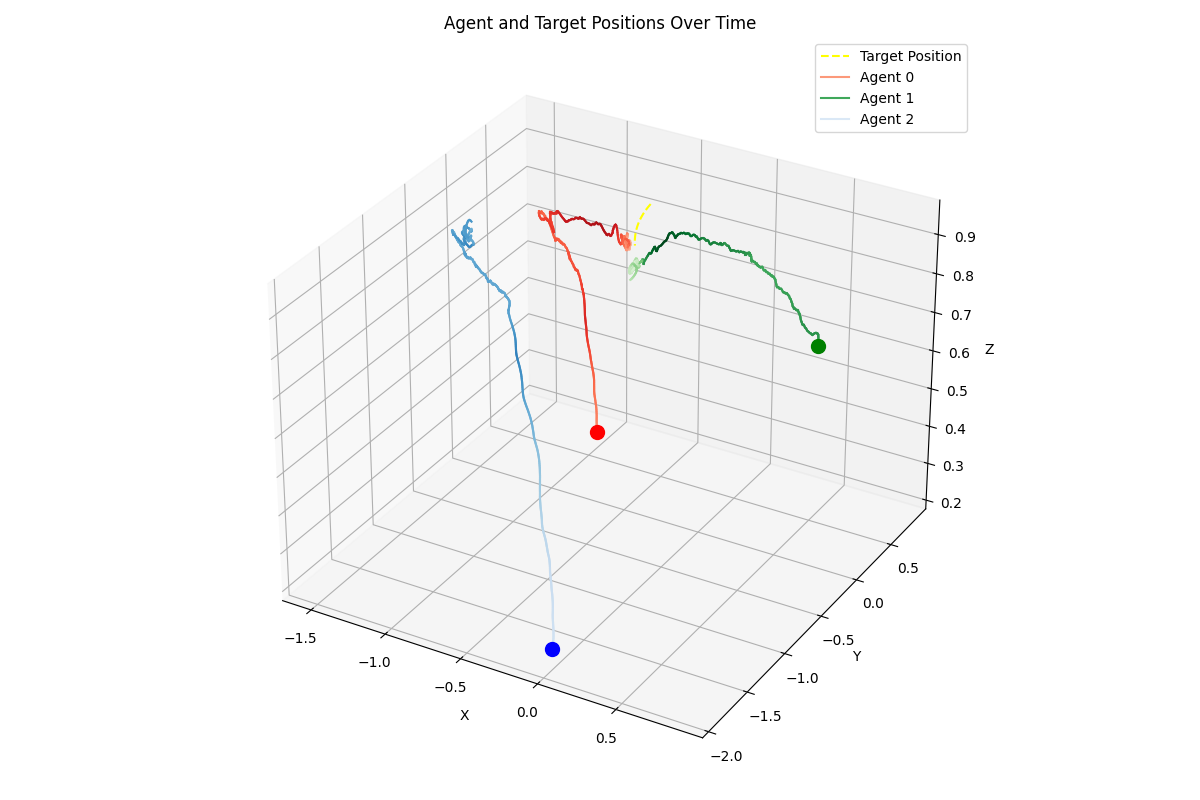 Agent and Target Positions Over Time
Target Position
Agent 0
Agent 1
Agent 2
0.9
0.8
0.7
0.6
0.5
0.4
0.3
0.2
Z
0.5
0.0
−0.5
−1.0
−1.5
−2.0
Y
−1.5
−1.0
−0.5
0.0
0.5
X